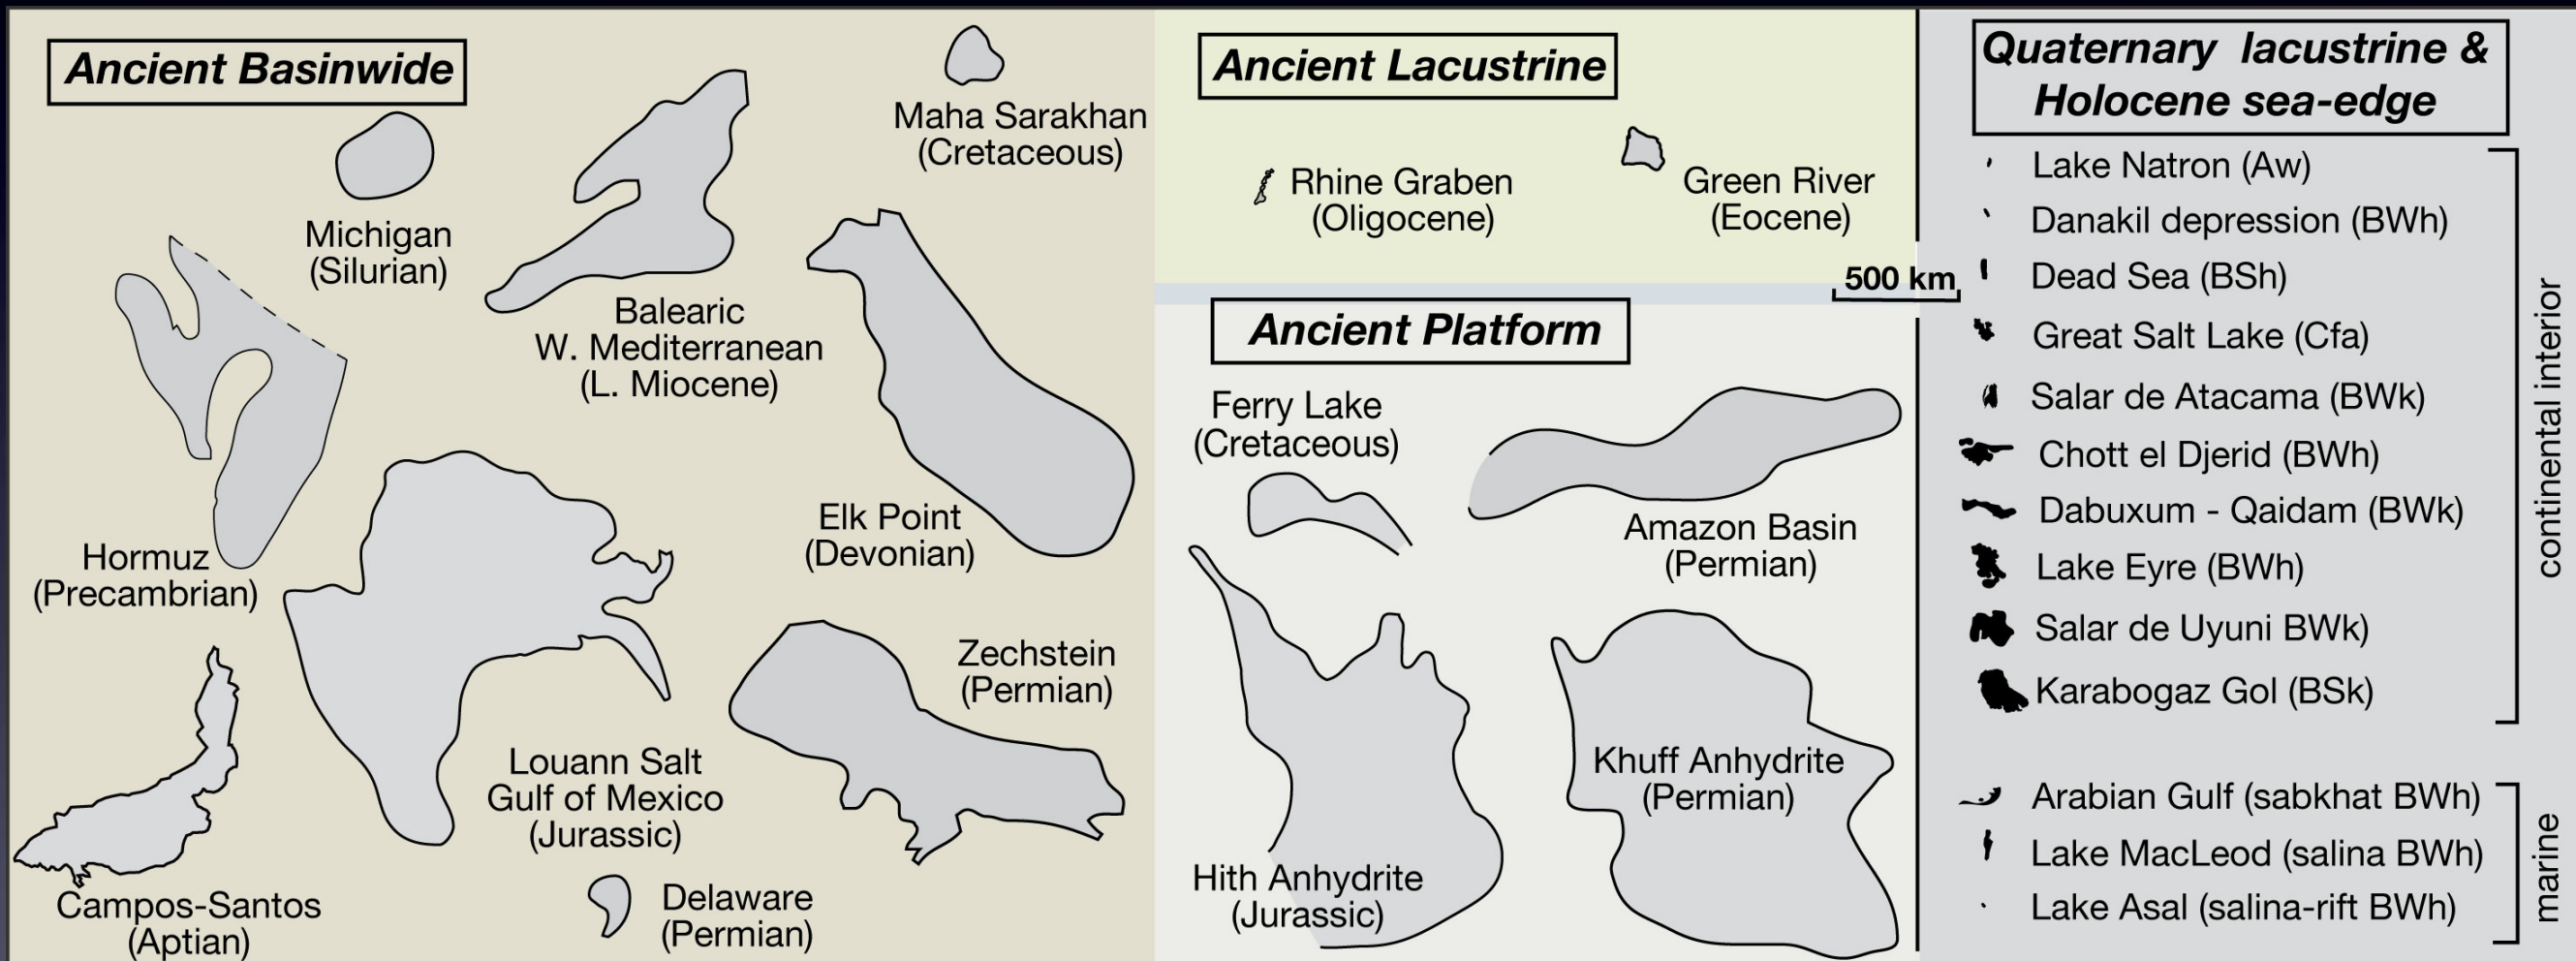 Ancient Basinwide
Maha Sarakhan
(Cretaceous)
Michigan
(Silurian)
Balearic
W. Mediterranean
(L. Miocene)
Hormuz
(Precambrian)
Elk Point
(Devonian)
Zechstein
(Permian)
Louann Salt
Gulf of Mexico
(Jurassic)
Campos-Santos
(Aptian)
Delaware
(Permian)
Ancient Lacustrine
Rhine Graben
(Oligocene)
Green River
(Eocene)
500 km
Ancient Platform
Ferry Lake
(Cretaceous)
Amazon Basin
(Permian)
Khuff Anhydrite
(Permian)
Hith Anhydrite
(Jurassic)
Quaternary lacustrine &
Holocene sea-edge
Lake Natron (Aw)
Danakil depression (BWh)
Dead Sea (BSh)
Great Salt Lake (Cfa)
Salar de Atacama (BWk)
Chott el Djerid (BWh)
Dabuxum - Qaidam (BWk)
Lake Eyre (BWh)
Salar de Uyuni BWk)
Karabogaz Gol (BSk)
continental interior
Arabian Gulf (sabkhat BWh)
Lake MacLeod (salina BWh)
Lake Asal (salina-rift BWh)
marine